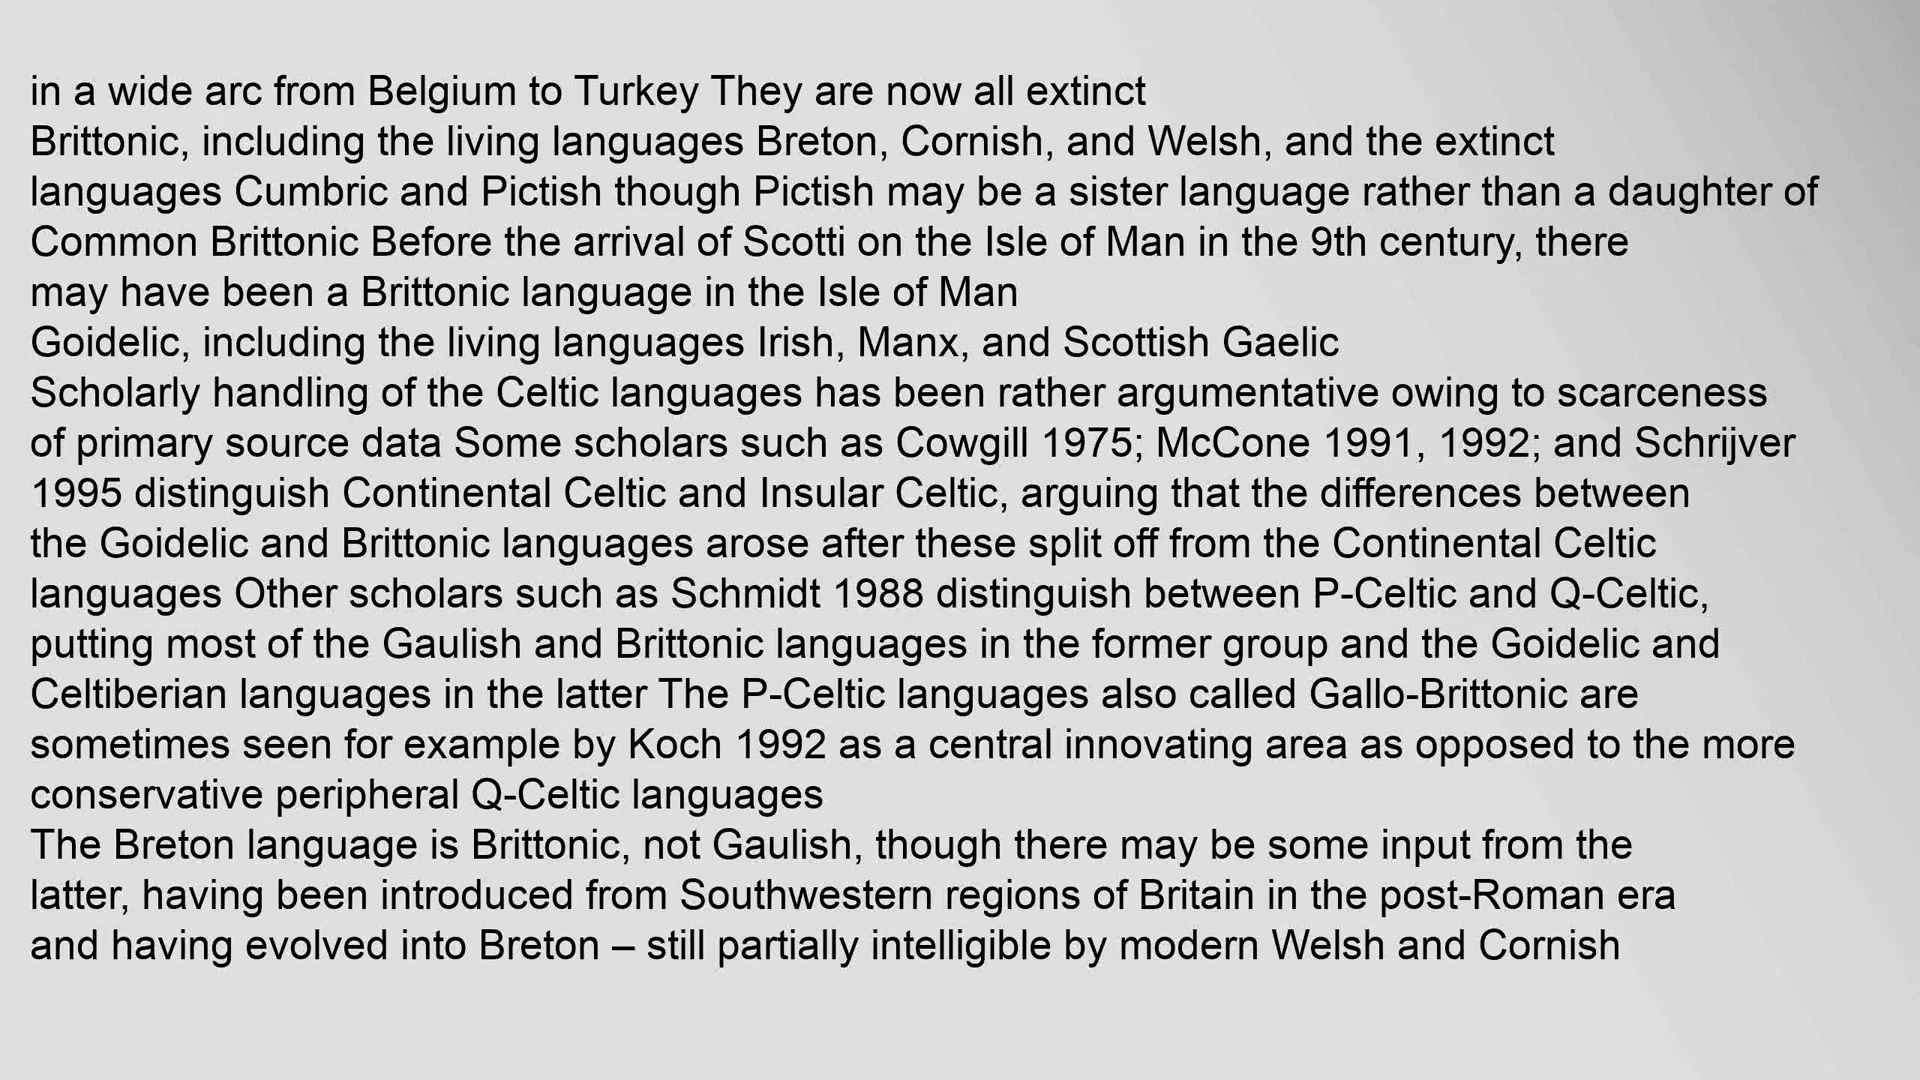 in a wide arc from Belgium to Turkey They are now all extinct
Brittonic, including the living languages Breton, Cornish, and Welsh, and the extinct
languages Cumbric and Pictish though Pictish may be a sister language rather than a daughter of
Common Brittonic Before the arrival of Scotti on the Isle of Man in the 9th century, there
may have been a Brittonic language in the Isle of Man
Goidelic, including the living languages Irish, Manx, and Scottish Gaelic
Scholarly handling of the Celtic languages has been rather argumentative owing to scarceness
of primary source data Some scholars such as Cowgill 1975; McCone 1991, 1992; and Schrijver
1995 distinguish Continental Celtic and Insular Celtic, arguing that the differences between
the Goidelic and Brittonic languages arose after these split off from the Continental Celtic
languages Other scholars such as Schmidt 1988 distinguish between P-Celtic and Q-Celtic,
putting most of the Gaulish and Brittonic languages in the former group and the Goidelic and
Celtiberian languages in the latter The P-Celtic languages also called Gallo-Brittonic are
sometimes seen for example by Koch 1992 as a central innovating area as opposed to the more
conservative peripheral Q-Celtic languages
The Breton language is Brittonic, not Gaulish, though there may be some input from the
latter, having been introduced from Southwestern regions of Britain in the post-Roman era
and having evolved into Breton – still partially intelligible by modern Welsh and Cornish